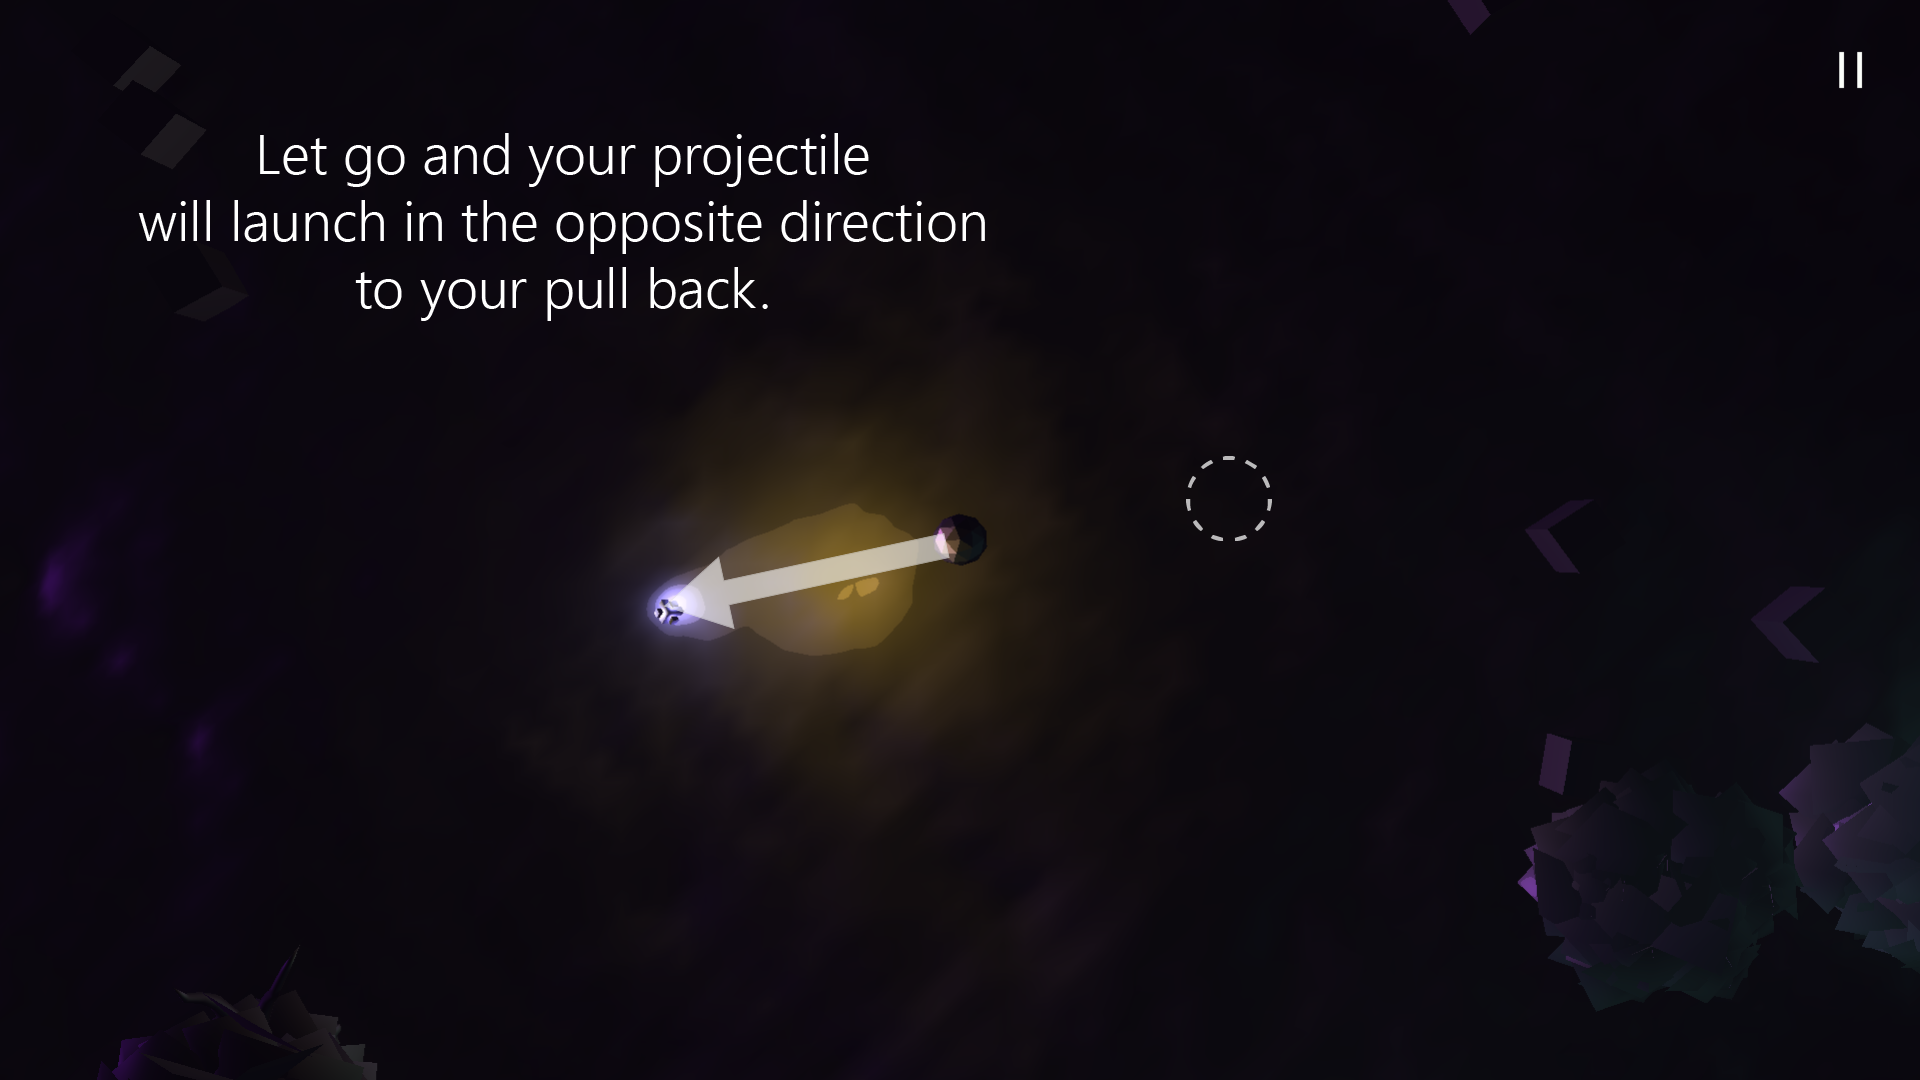 Let go and your projectile
will launch in the opposite direction
to your pull back.